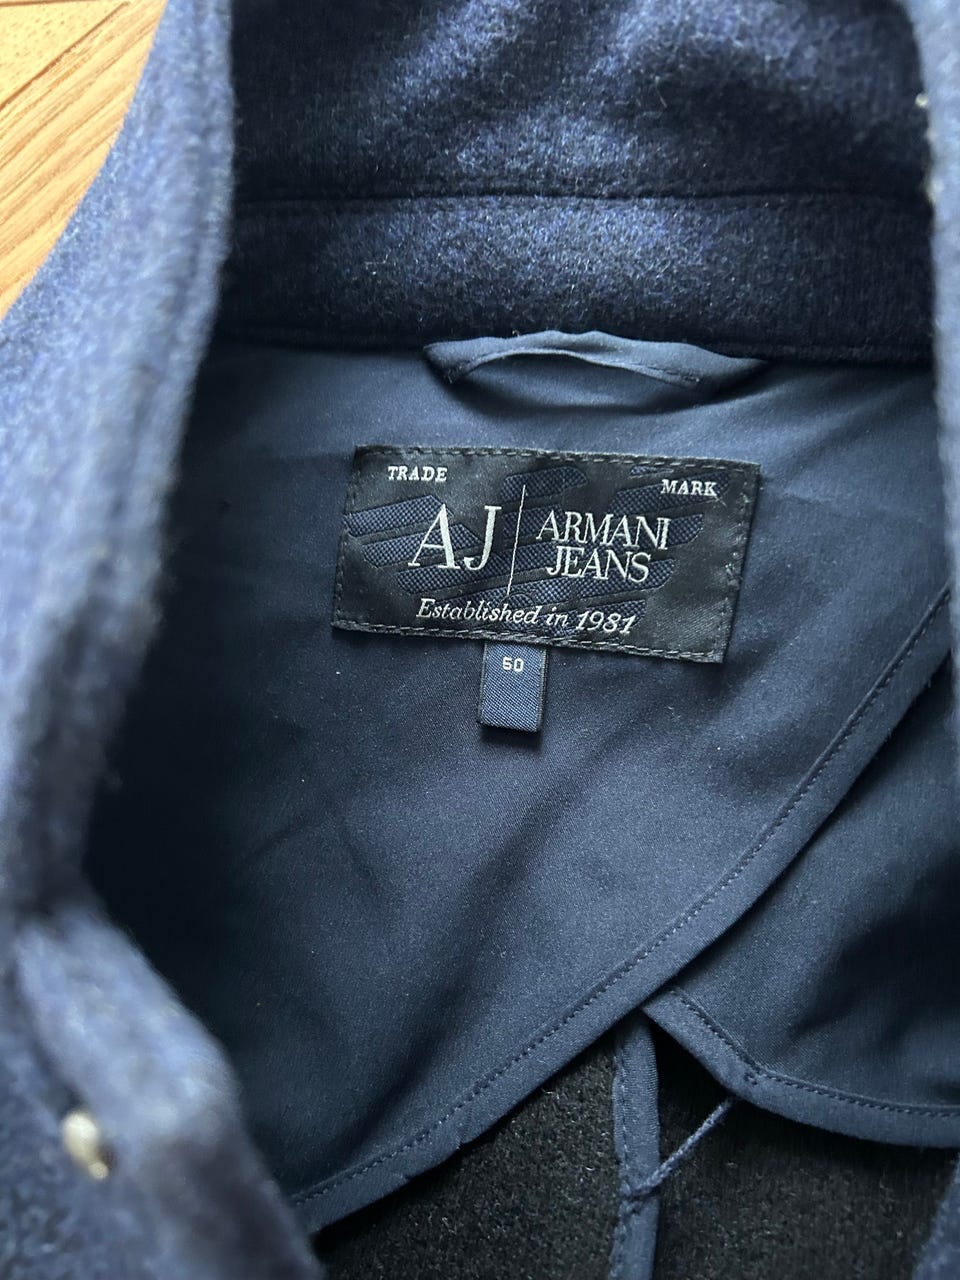 TRADE MARK
AJ ARMANI
JEANS
Established in 1981
50